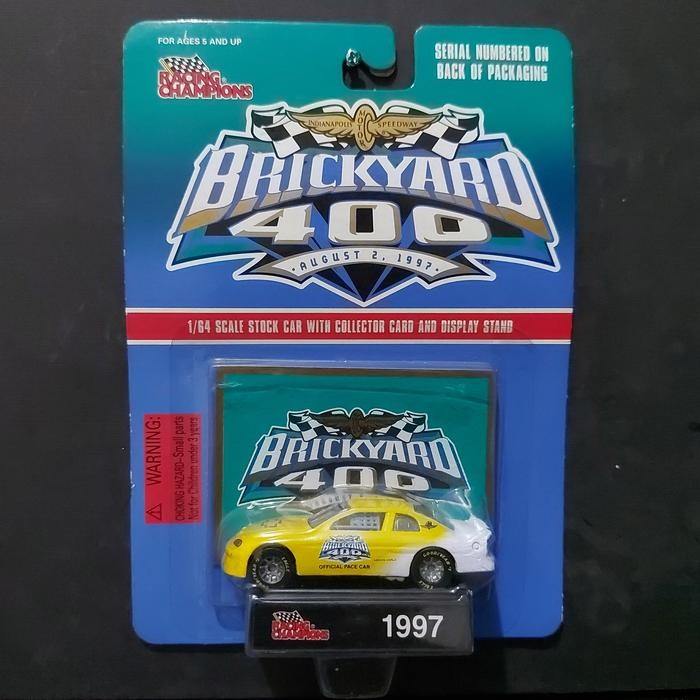 FOR AGES 5 AND UP
SERIAL NUMBERED ON
BACK OF PACKAGING
RACING
CHAMPIONS
INDIANAPOLIS MOTOR SPEEDWAY
BRICKYARD
400
· AUGUST 2, 1997 ·
1/64 SCALE STOCK CAR WITH COLLECTOR CARD AND DISPLAY STAND
WARNING:
CHOKING HAZARD-Small parts
Not for Children under 3 years
BRICKYARD
400
BRICKYARD
400
OFFICIAL PACE CAR
GOODYEAR
RACING
CHAMPIONS
1997